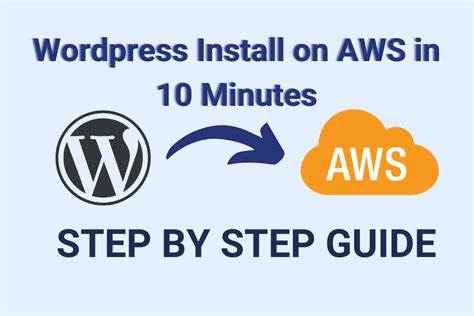 Wordpress Install on AWS in
10 Minutes
W
AWS
STEP BY STEP GUIDE